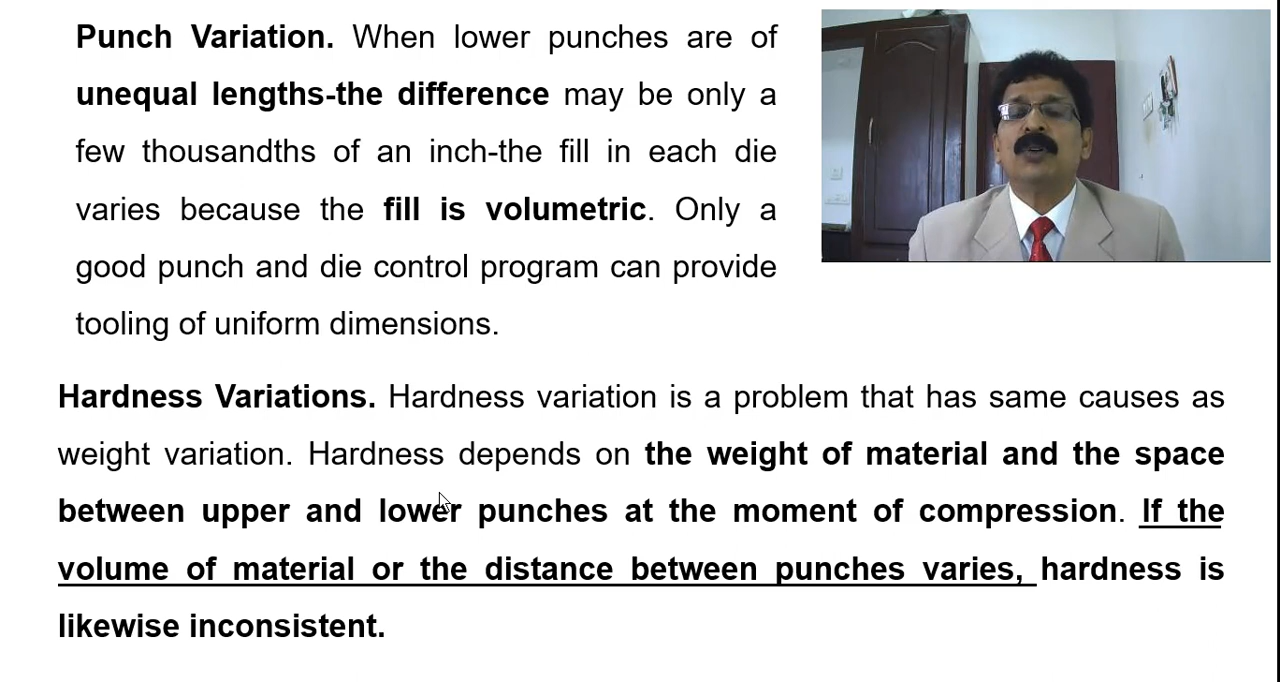 Punch Variation. When lower punches are of
unequal lengths-the difference may be only a
few thousandths of an inch-the fill in each die
varies because the fill is volumetric. Only a
good punch and die control program can provide
tooling of uniform dimensions.
Hardness Variations. Hardness variation is a problem that has same causes as
weight variation. Hardness depends on the weight of material and the space
between upper and lower punches at the moment of compression. If the
volume of material or the distance between punches varies, hardness is
likewise inconsistent.